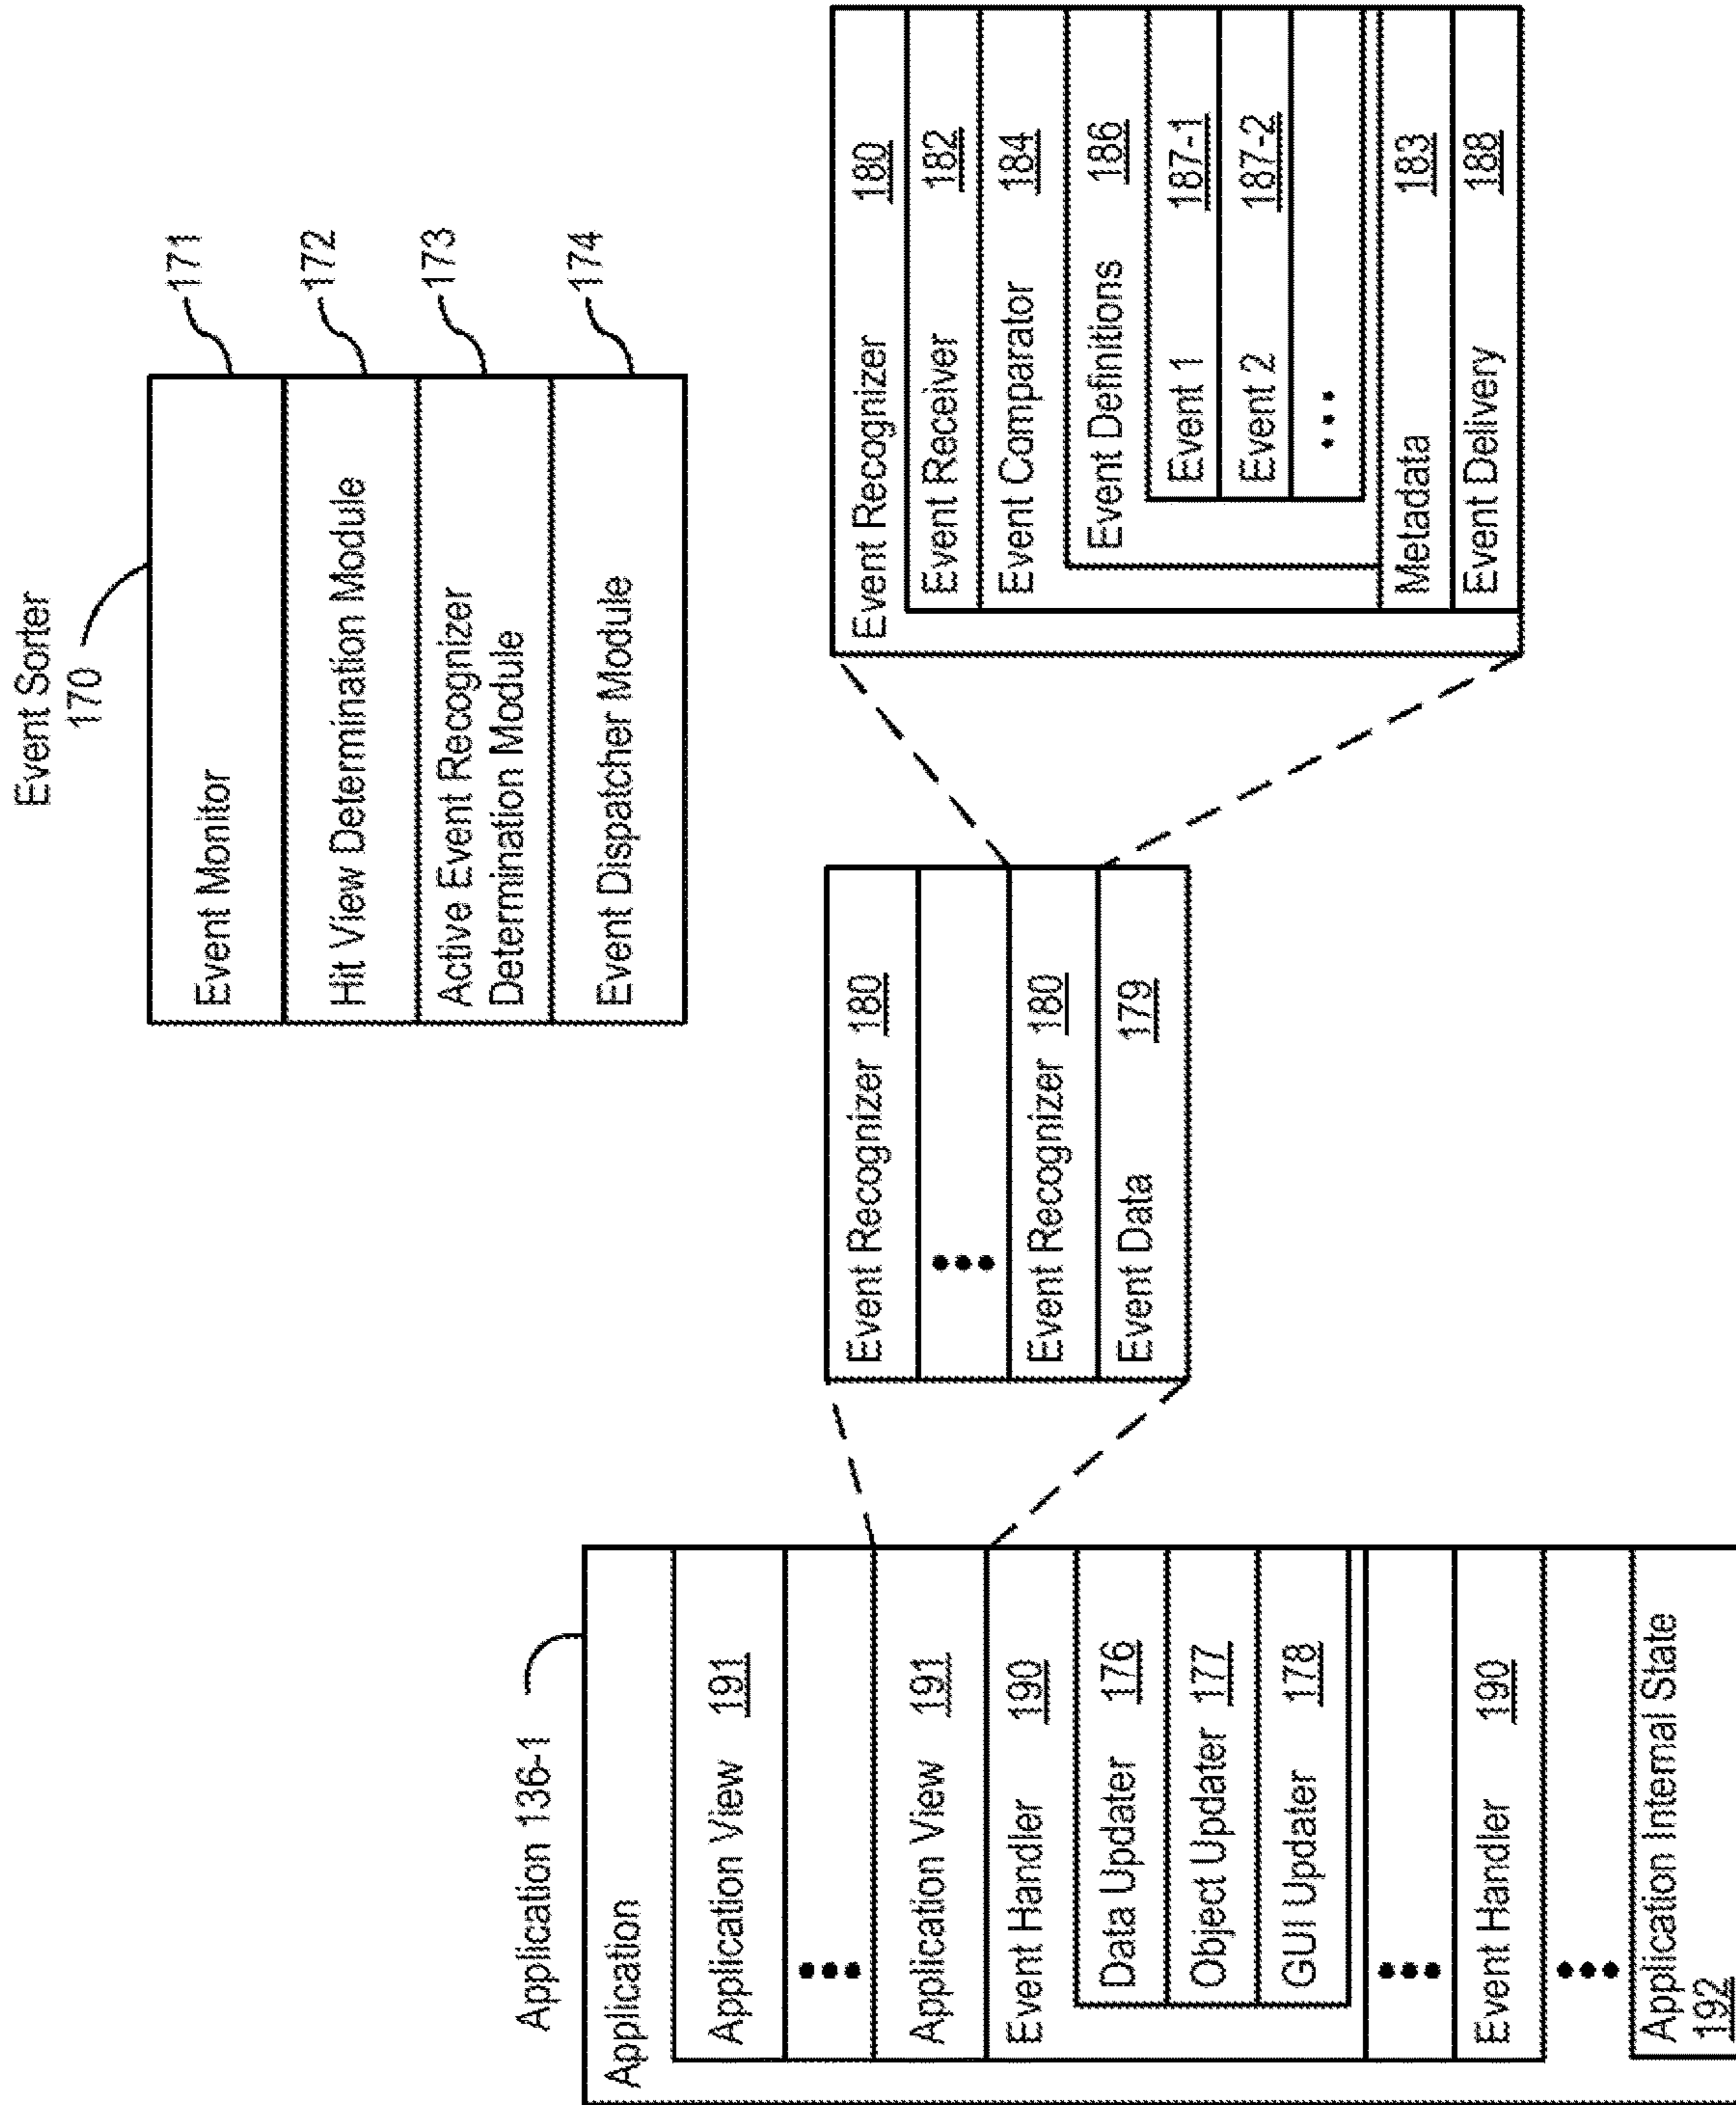 Event Sorter
170
Event Monitor
171
Hit View Determination Module
172
Active Event Recognizer
Determination Module
173
Event Dispatcher Module
174
Application 136-1
Application
Application View 191
•••
Application View 191
Event Handler 190
Data Updater 176
Object Updater 177
GUI Updater 178
•••
Event Handler 190
•••
Application Internal State
192
Event Recognizer 180
•••
Event Recognizer 180
Event Data 179
Event Recognizer 180
Event Receiver 182
Event Comparator 184
Event Definitions 186
Event 1 187-1
Event 2 187-2
•••
Metadata 183
Event Delivery 188